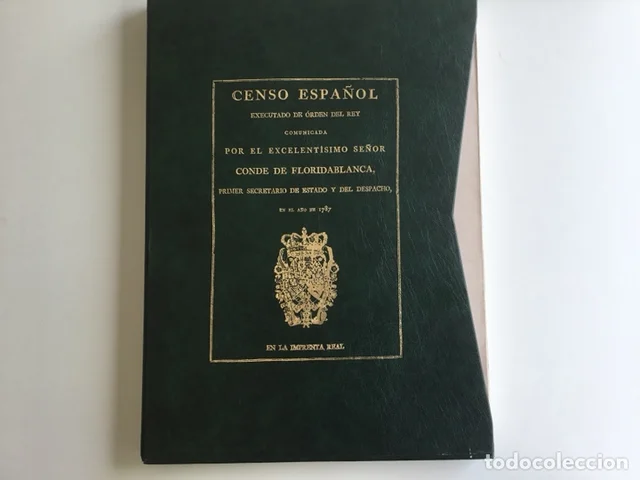 CENSO ESPAÑOL
EXECUTADO DE ÓRDEN DEL REY
COMUNICADA
POR EL EXCELENTÍSIMO SEÑOR
CONDE DE FLORIDABLANCA,
PRIMER SECRETARIO DE ESTADO Y DEL DESPACHO,
EN EL AÑO DE 1787
EN LA IMPRENTA REAL.
todocoleccion